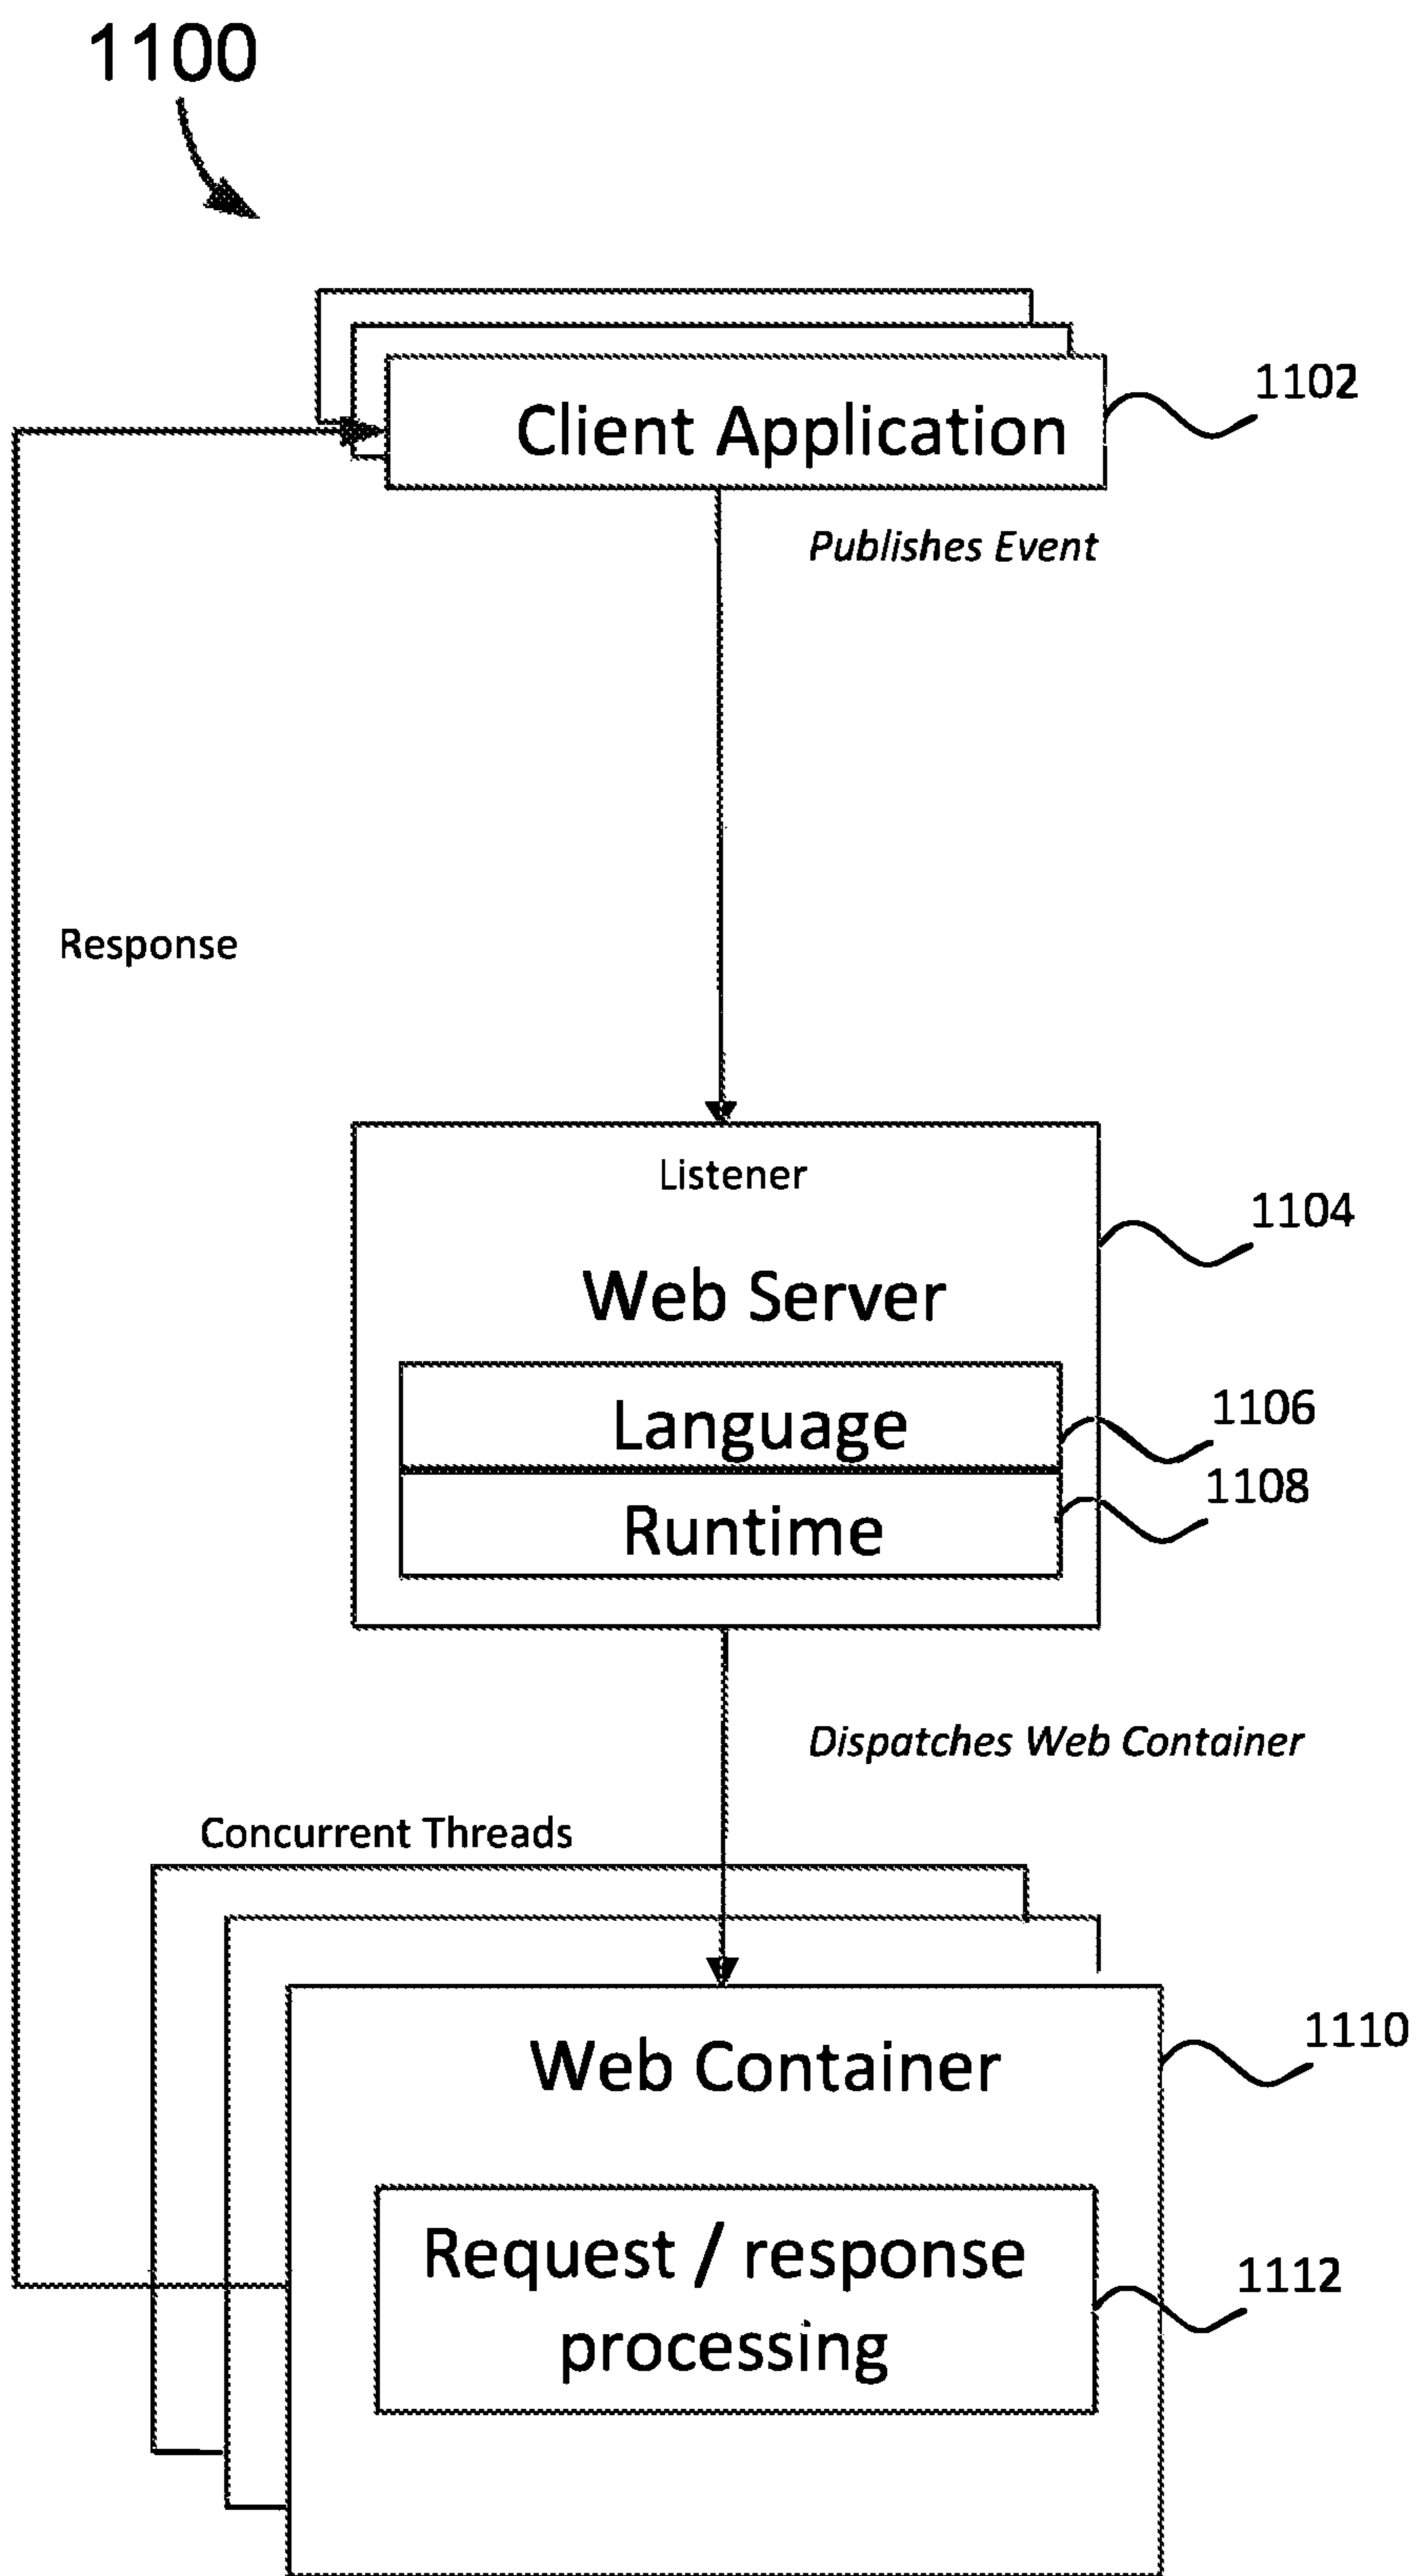 1100
Client Application
1102
Publishes Event
Response
Listener
1104
Web Server
Language
1106
Runtime
1108
Dispatches Web Container
Concurrent Threads
Web Container
1110
Request / response
processing
1112